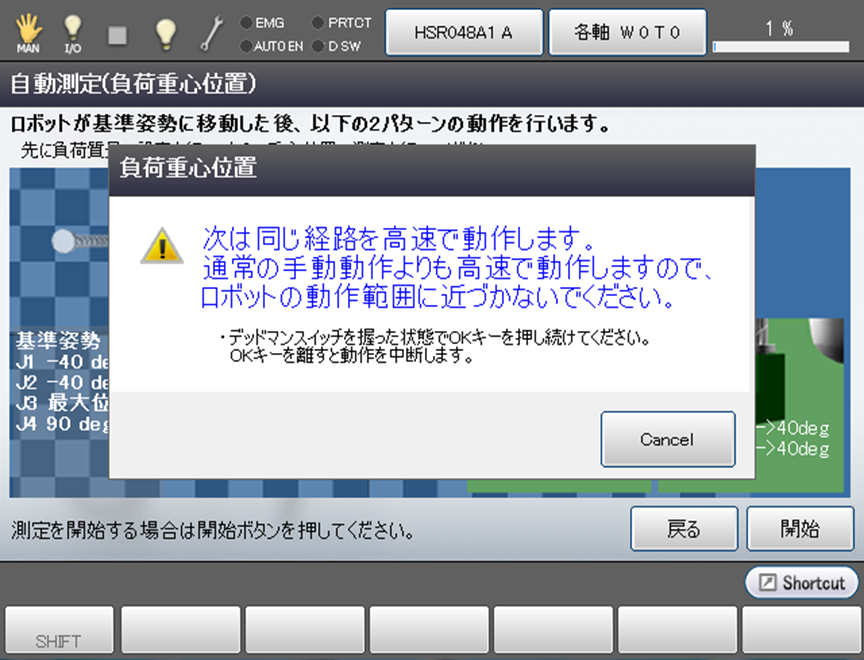 MAN
I/O
EMG
PRTCT
AUTO EN
D SW
HSR048A1 A
各軸 W0T0
1 %
自動測定(負荷重心位置)
ロボットが基準姿勢に移動した後、以下の2パターンの動作を行います。
先に負荷質
負荷重心位置
次は同じ経路を高速で動作します。
通常の手動動作よりも高速で動作しますので、
ロボットの動作範囲に近づかないでください。
・デッドマンスイッチを握った状態でOKキーを押し続けてください。
OKキーを離すと動作を中断します。
Cancel
基準姿勢
J1 -40 de
J2 -40 de
J3 最大位
J4 90 deg
->40deg
->40deg
測定を開始する場合は開始ボタンを押してください。
戻る
開始
Shortcut
SHIFT